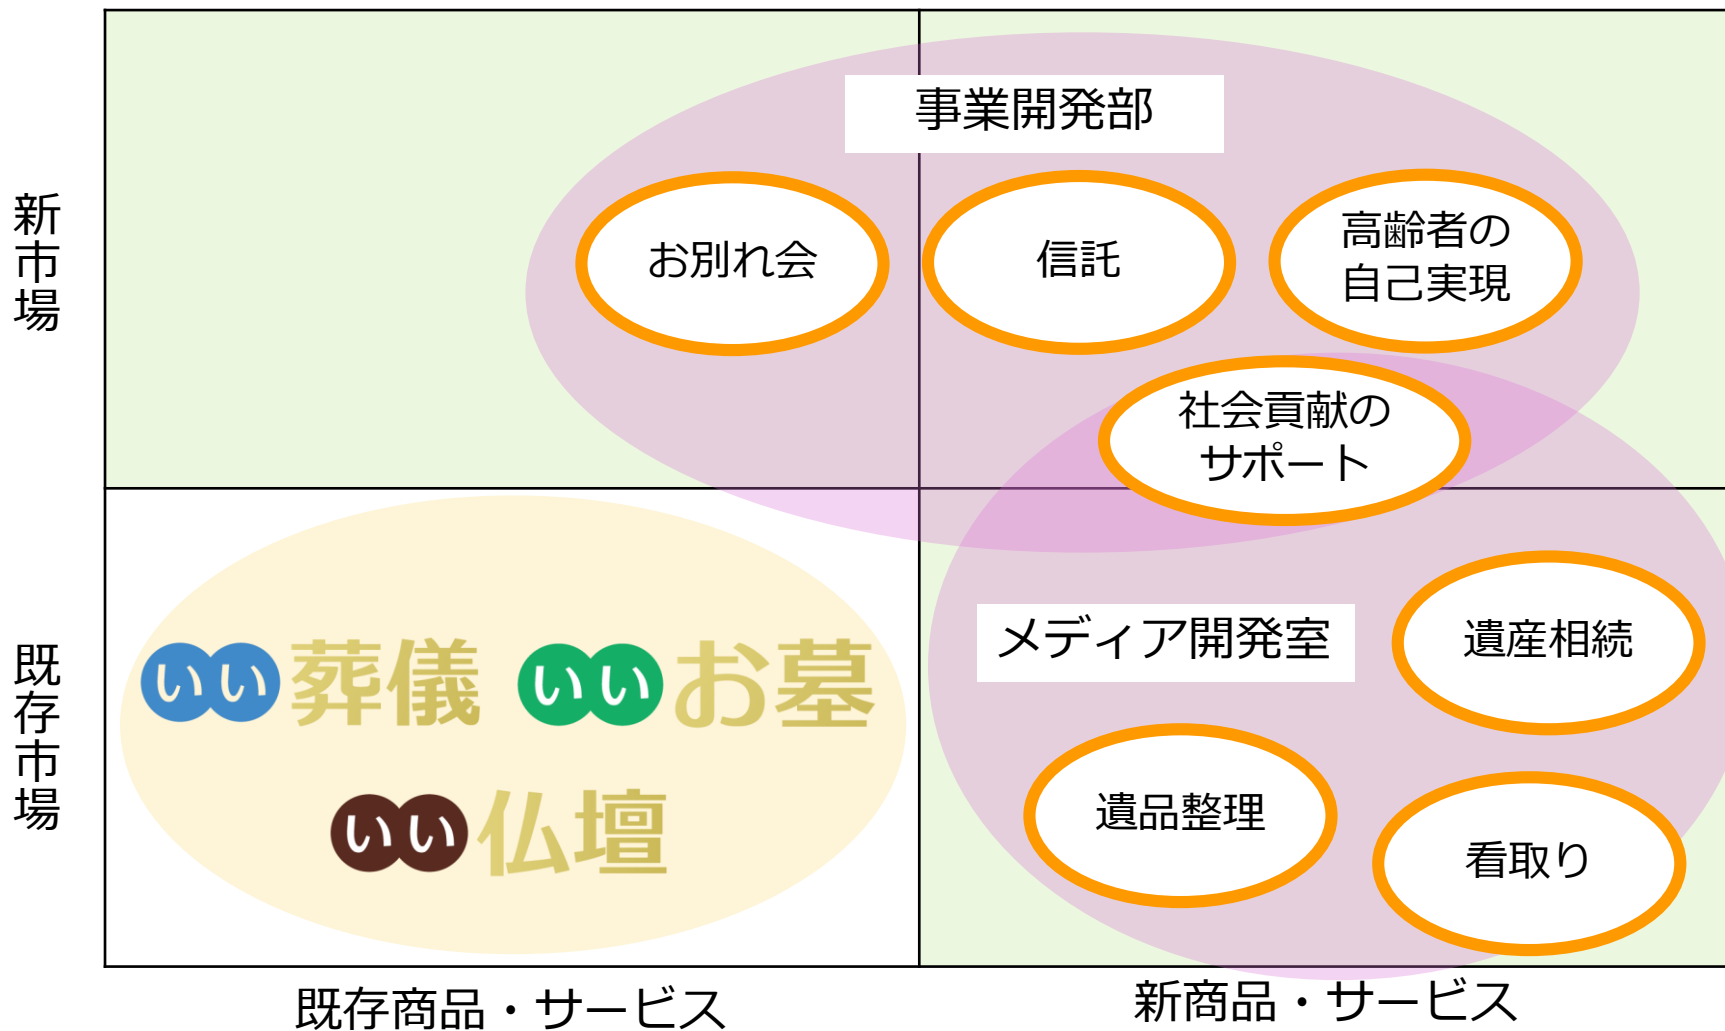 事業開発部
お別れ会
信託
高齢者の
自己実現
社会貢献の
サポート
新市場
既存市場
いい葬儀
いいお墓
いい仏壇
メディア開発室
遺産相続
遺品整理
看取り
既存商品・サービス
新商品・サービス